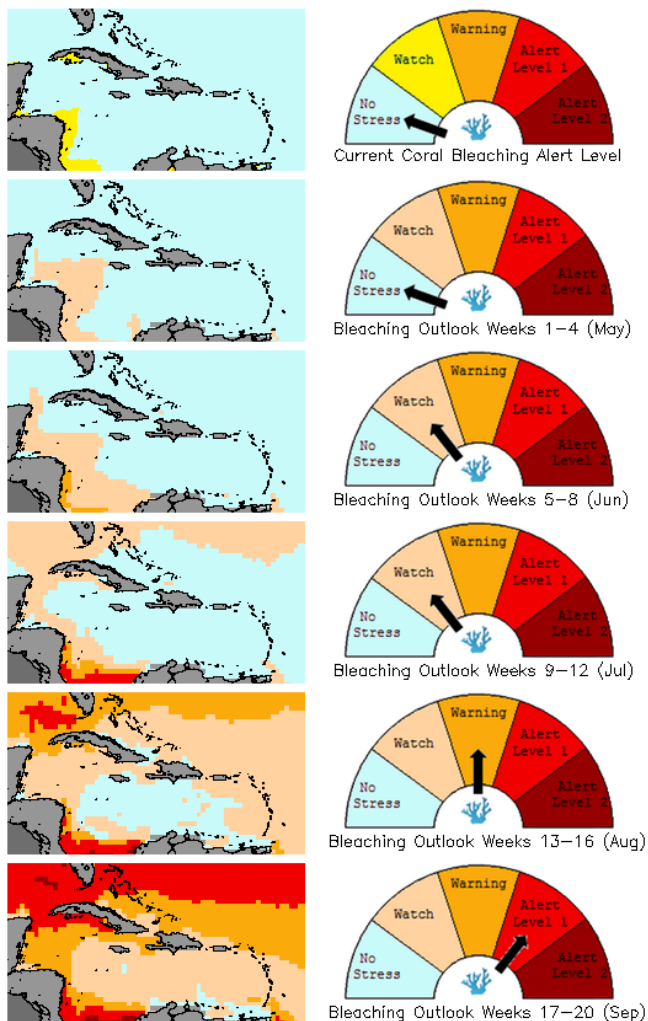 Watch
Warning
Alert
Level 1
No
Stress
Alert
Level 2
Current Coral Bleaching Alert Level
Warning
Watch
Alert
Level 1
No
Stress
Alert
Level 2
Bleaching Outlook Weeks 1-4 (May)
Warning
Watch
Alert
Level 1
No
Stress
Alert
Level 2
Bleaching Outlook Weeks 5-8 (Jun)
Warning
Watch
Alert
Level 1
No
Stress
Alert
Level 2
Bleaching Outlook Weeks 9-12 (Jul)
Warning
Watch
Alert
Level 1
No
Stress
Alert
Level 2
Bleaching Outlook Weeks 13-16 (Aug)
Warning
Watch
Alert
Level 1
No
Stress
Alert
Level 2
Bleaching Outlook Weeks 17-20 (Sep)